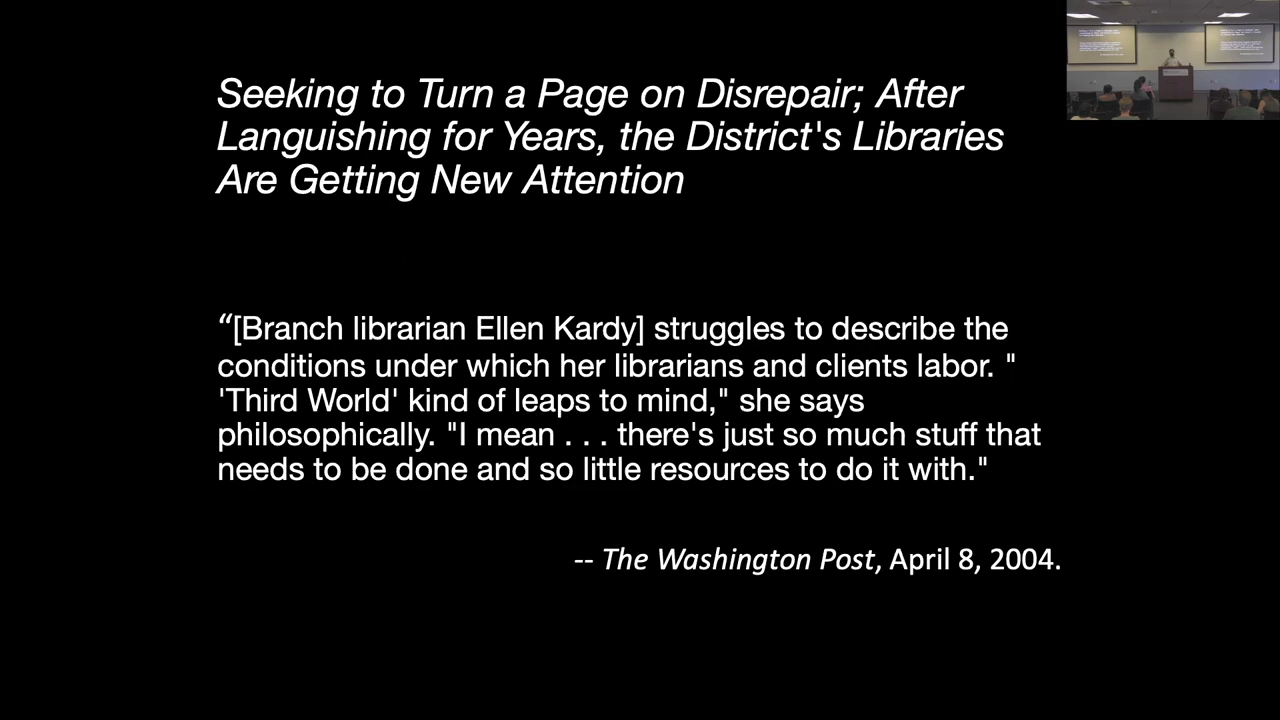 Seeking to Turn a Page on Disrepair; After
Languishing for Years, the District's Libraries
Are Getting New Attention
“[Branch librarian Ellen Kardy] struggles to describe the
conditions under which her librarians and clients labor. "
'Third World' kind of leaps to mind," she says
philosophically. "I mean . . . there's just so much stuff that
needs to be done and so little resources to do it with."
-- The Washington Post, April 8, 2004.